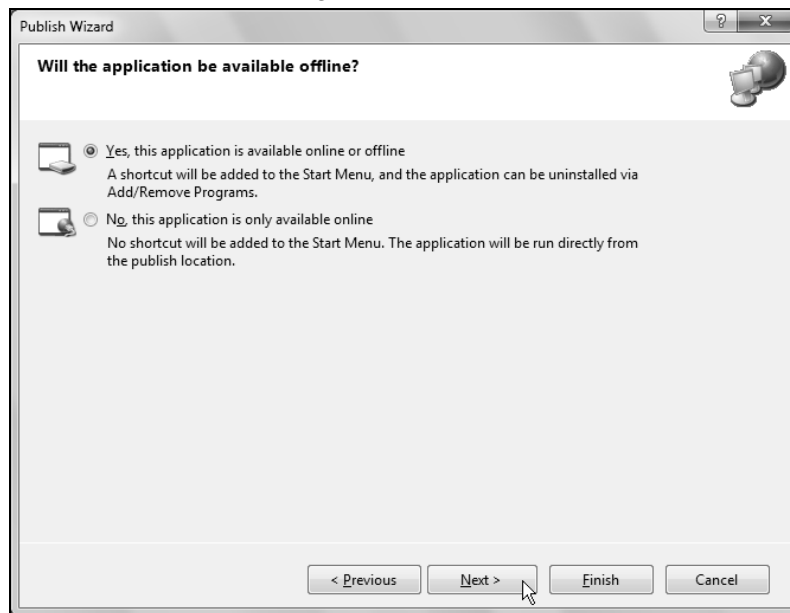 Publish Wizard
Will the application be available offline?
Yes, this application is available online or offline
A shortcut will be added to the Start Menu, and the application can be uninstalled via
Add/Remove Programs.
No, this application is only available online
No shortcut will be added to the Start Menu. The application will be run directly from
the publish location.
< Previous Next > Finish Cancel